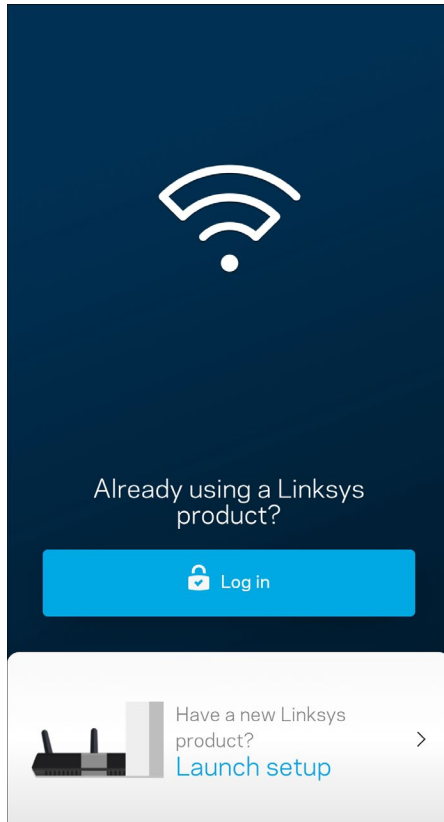 Already using a Linksys
product?
Log in
Have a new Linksys
product?
Launch setup